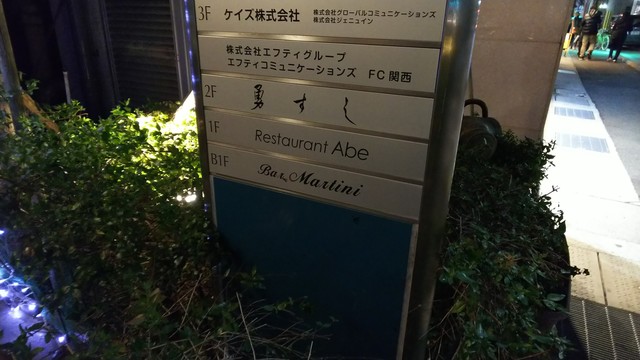 3F ケイズ株式会社 株式会社グローバルコミュニケーションズ
株式会社ジェニュイン
株式会社エフティグループ
エフティコミュニケーションズ FC関西
2F 勇すし
1F Restaurant Abe
B1F Bar, Martini